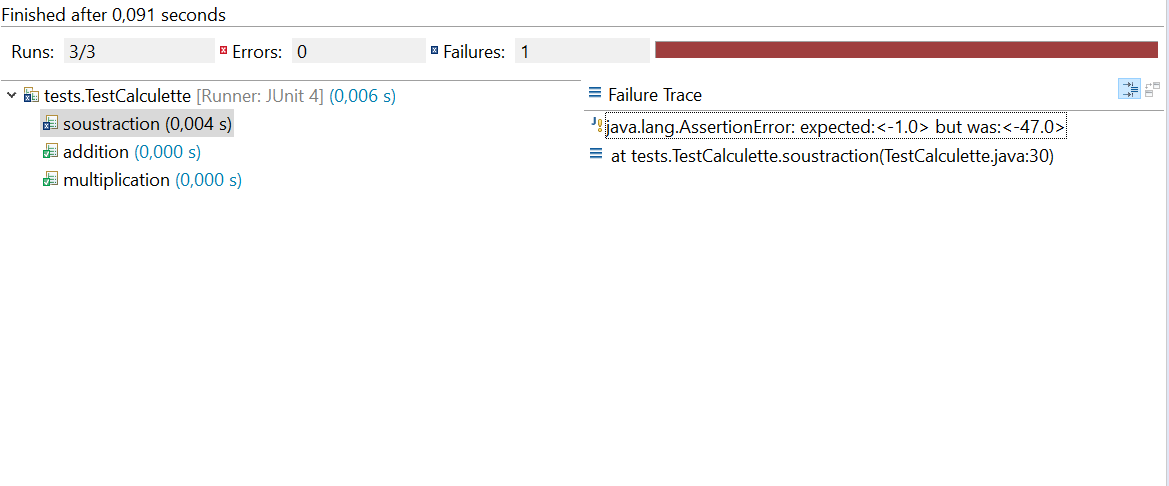 Finished after 0,091 seconds
Runs: 3/3 Errors: 0 Failures: 1
tests.TestCalculette [Runner: JUnit 4] (0,006 s)
soustraction (0,004 s)
addition (0,000 s)
multiplication (0,000 s)
Failure Trace
java.lang.AssertionError: expected:<-1.0> but was:<-47.0>
at tests.TestCalculette.soustraction(TestCalculette.java:30)